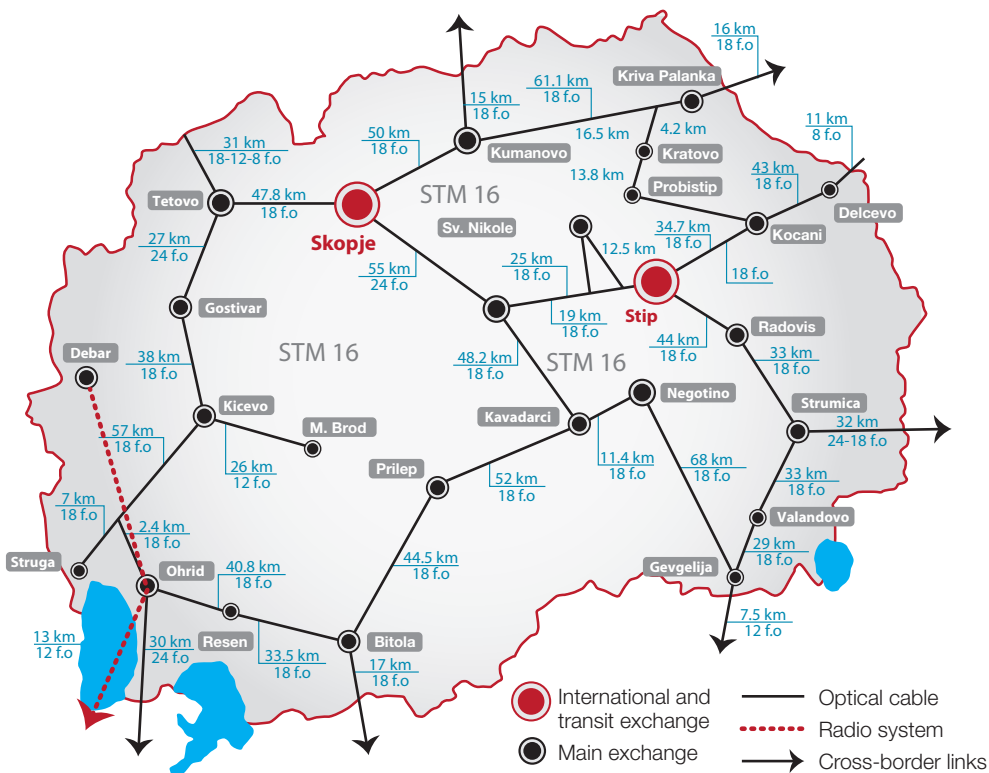 16 km
18 f.o
Kriva Palanka
61.1 km
18 f.o
15 km
18 f.o
11 km
8 f.o
50 km
18 f.o
16.5 km
4.2 km
31 km
18-12-8 f.o
Kumanovo
Kratovo
13.8 km
43 km
18 f.o
STM 16
Probistip
Tetovo
47.8 km
18 f.o
Delcevo
Sv. Nikole
34.7 km
18 f.o
Kocani
Skopje
27 km
24 f.o
12.5 km
55 km
24 f.o
25 km
18 f.o
18 f.o
Gostivar
19 km
18 f.o
Stip
Radovis
44 km
18 f.o
STM 16
Debar
38 km
18 f.o
48.2 km
18 f.o
STM 16
33 km
18 f.o
Negotino
Strumica
Kicevo
Kavadarci
M. Brod
32 km
24-18 f.o
57 km
18 f.o
26 km
12 f.o
Prilep
52 km
18 f.o
11.4 km
18 f.o
68 km
18 f.o
33 km
18 f.o
7 km
18 f.o
Valandovo
2.4 km
18 f.o
Struga
Ohrid
40.8 km
18 f.o
44.5 km
18 f.o
Gevgelija
29 km
18 f.o
7.5 km
12 f.o
13 km
12 f.o
30 km
24 f.o
Resen
33.5 km
18 f.o
Bitola
17 km
18 f.o
International and
transit exchange
Main exchange
Optical cable
Radio system
Cross-border links